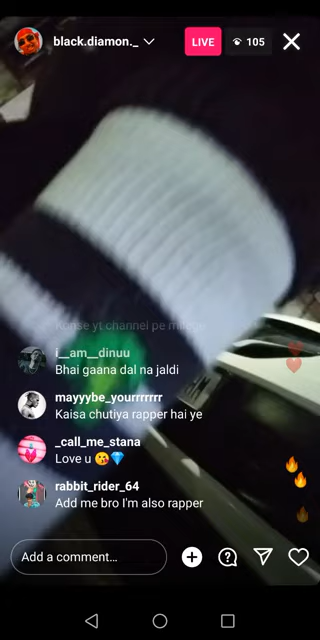 black.diamon._
LIVE
105
Konse yt channel pe milega
i__am__dinuu
Bhai gaana dal na jaldi
mayyybe_yourrrrrrr
Kaisa chutiya rapper hai ye
_call_me_stana
Love u 😘💎
rabbit_rider_64
Add me bro I'm also rapper
Add a comment...